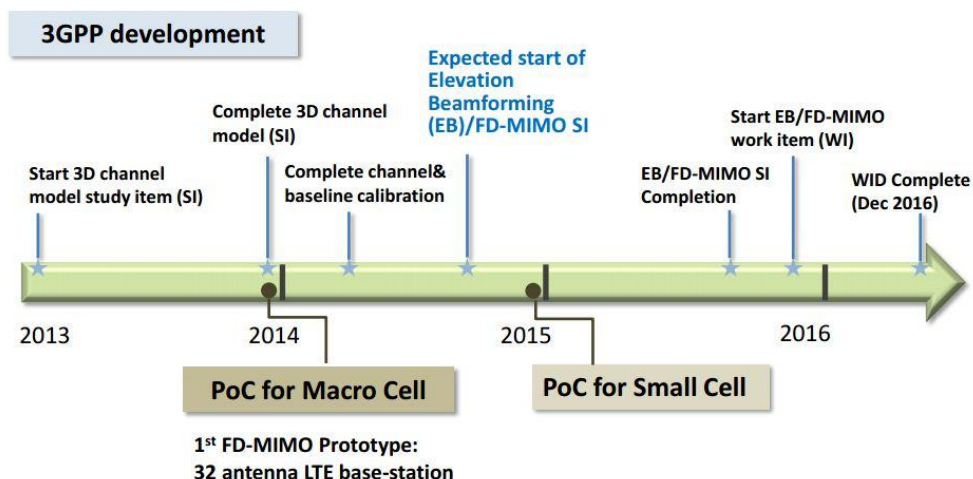 3GPP development
Expected start of
Elevation
Beamforming
(EB)/FD-MIMO SI
Complete 3D channel
model (SI)
Start EB/FD-MIMO
work item (WI)
Start 3D channel
model study item (SI)
Complete channel&
baseline calibration
EB/FD-MIMO SI
Completion
WID Complete
(Dec 2016)
2013
2014
2015
2016
PoC for Macro Cell
PoC for Small Cell
1st FD-MIMO Prototype:
32 antenna LTE base-station